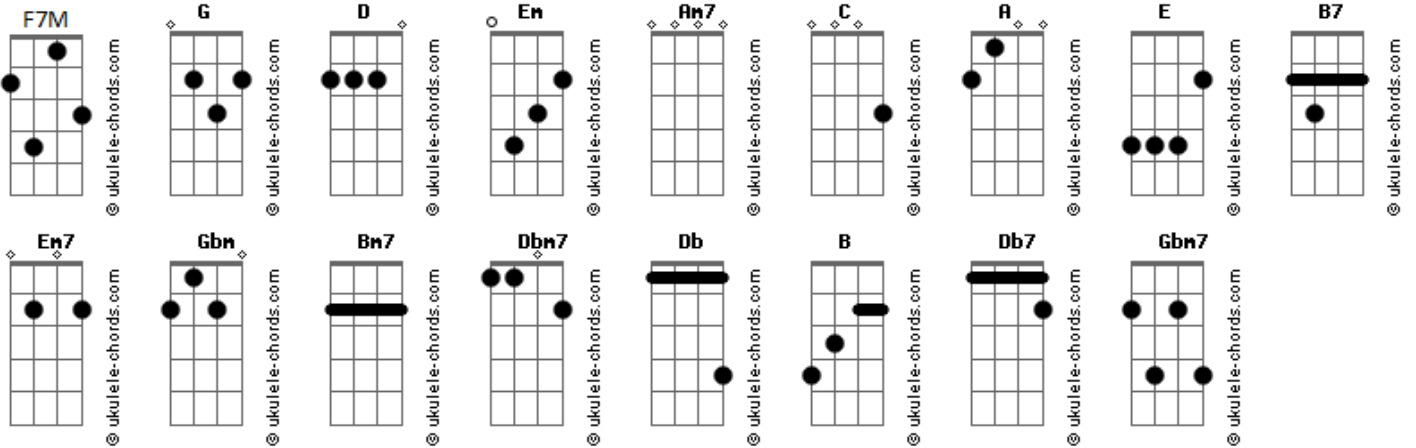 F7M G D Em Am7 C A E B7
© ukulele-chords.com © ukulele-chords.com © ukulele-chords.com © ukulele-chords.com © ukulele-chords.com © ukulele-chords.com © ukulele-chords.com © ukulele-chords.com © ukulele-chords.com
Em7 Gbm Bm7 Dbm7 Db B Db7 Gbm7
© ukulele-chords.com © ukulele-chords.com © ukulele-chords.com © ukulele-chords.com © ukulele-chords.com © ukulele-chords.com © ukulele-chords.com © ukulele-chords.com